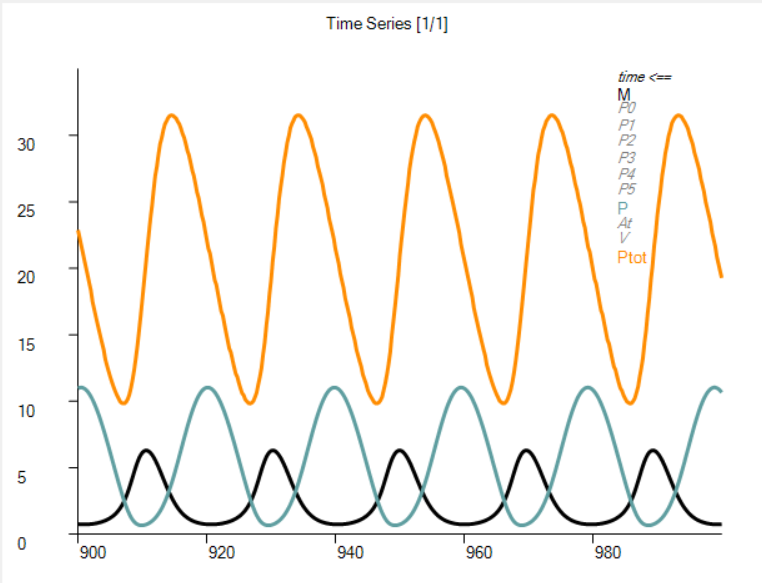 Time Series [1/1]
time <==
M
P0
P1
P2
P3
P4
P5
P
At
V
Ptot
30
25
20
15
10
5
0
900 920 940 960 980